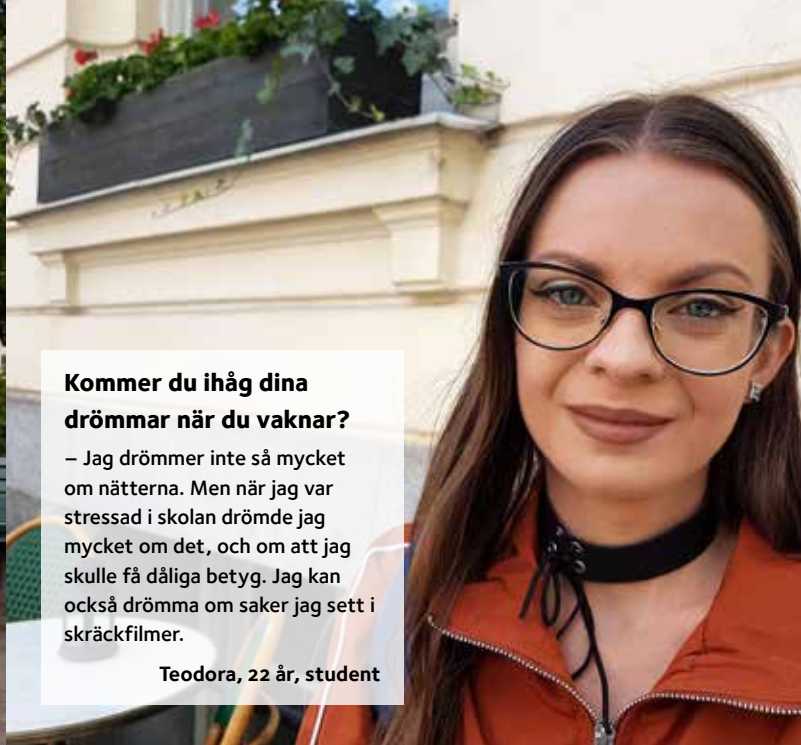 Kommer du ihåg dina
drömmar när du vaknar?
– Jag drömmer inte så mycket
om nätterna. Men när jag var
stressad i skolan drömde jag
mycket om det, och om att jag
skulle få dåliga betyg. Jag kan
också drömma om saker jag sett i
skräckfilmer.
Teodora, 22 år, student